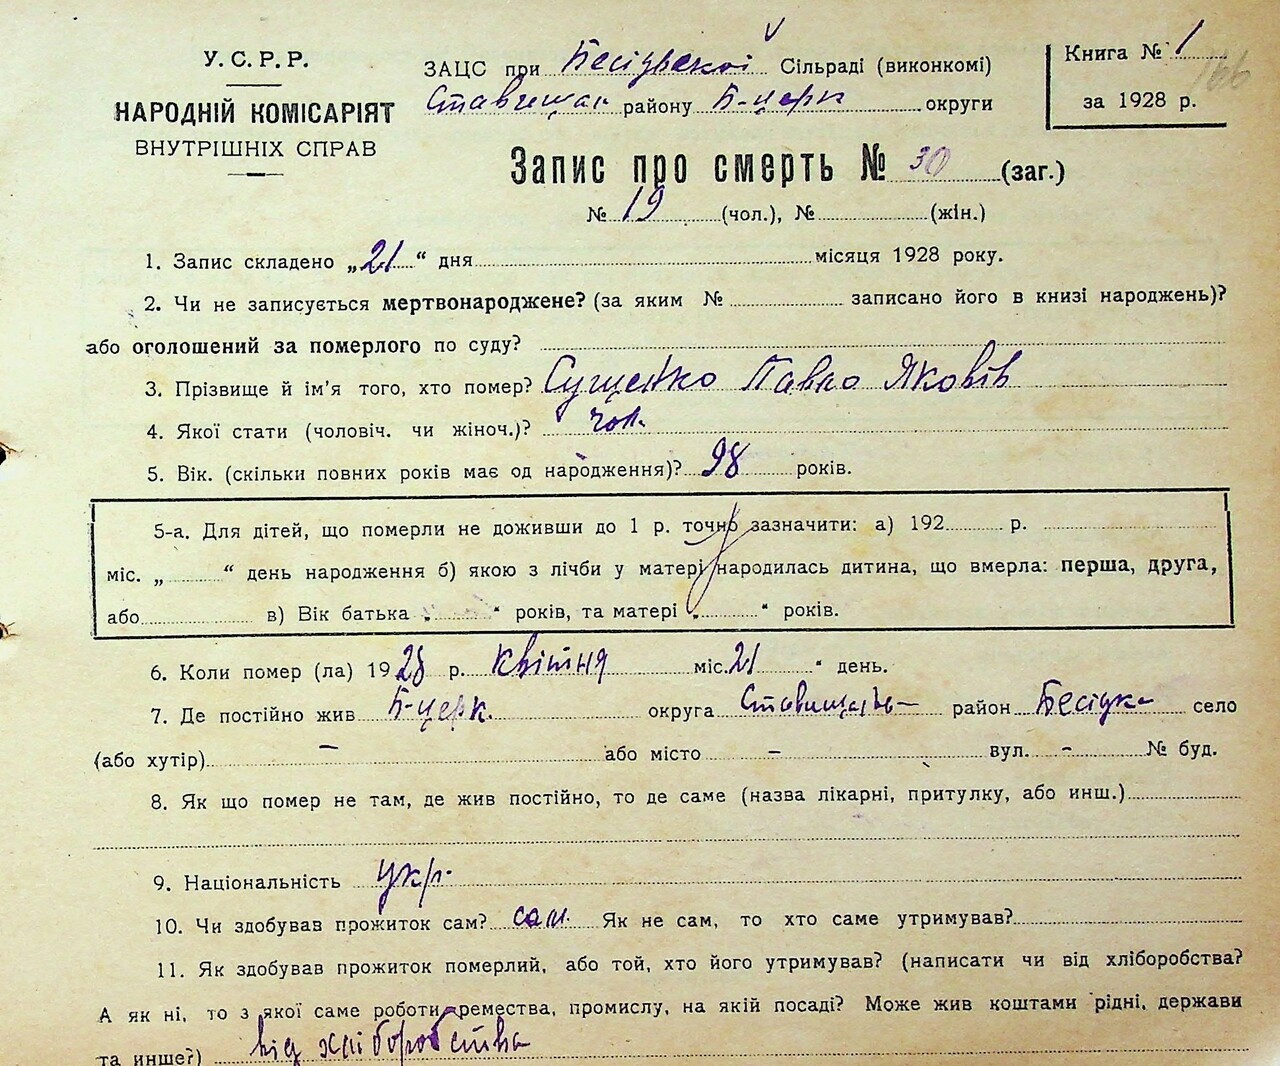 У.С.Р.Р.
НАРОДНІЙ КОМІСАРІЯТ
ВНУТРІШНІХ СПРАВ
ЗАЦС при Бесідвській Сільраді (виконкомі)
Ставищан району Б-церк округи
Книга № 1
166
за 1928 р.
Запис про смерть № 30 (заг.)
№ 19 (чол.), № (жін.)
1. Запис складено „21" дня місяця 1928 року.
2. Чи не записується мертвонароджене? (за яким № записано його в книзі народжень)?
або оголошений за померлого по суду?
3. Прізвище й ім'я того, хто помер? Сущенко Павло Яковів
4. Якої стати (чоловіч. чи жіноч.)? чол.
5. Вік. (скільки повних років має од народження)? 98 років.
5-а. Для дітей, що померли не доживши до 1 р. точно зазначити: а) 192 р.
міс. „ " день народження б) якою з лічби у матері народилась дитина, що вмерла: перша, друга,
або в) Вік батька „ " років, та матері „ " років.
6. Коли помер (ла) 1928 р. квітня міс. 21 " день.
7. Де постійно жив Б-церк. округа Ставищань- район Бесідка село
(або хутір) - або місто - вул. - № буд.
8. Як що помер не там, де жив постійно, то де саме (назва лікарні, притулку, або инш.)
9. Національність укр.
10. Чи здобував прожиток сам? сам. Як не сам, то хто саме утримував?
11. Як здобував прожиток померлий, або той, хто його утримував? (написати чи від хліборобства?
А як ні, то з якої саме роботи ремества, промислу, на якій посаді? Може жив коштами рідні, держави
та инше?) від хліборобства